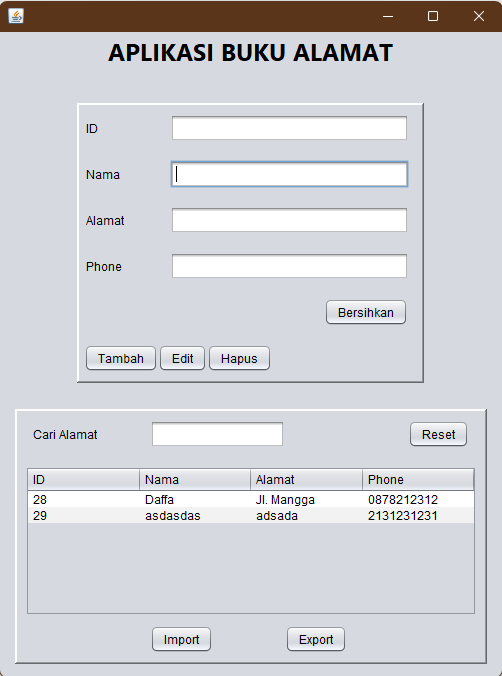 APLIKASI BUKU ALAMAT
ID
Nama
Alamat
Phone
Bersihkan
Tambah Edit Hapus
Cari Alamat Reset
ID Nama Alamat Phone
28 Daffa Jl. Mangga 0878212312
29 asdasdas adsada 2131231231
Import Export